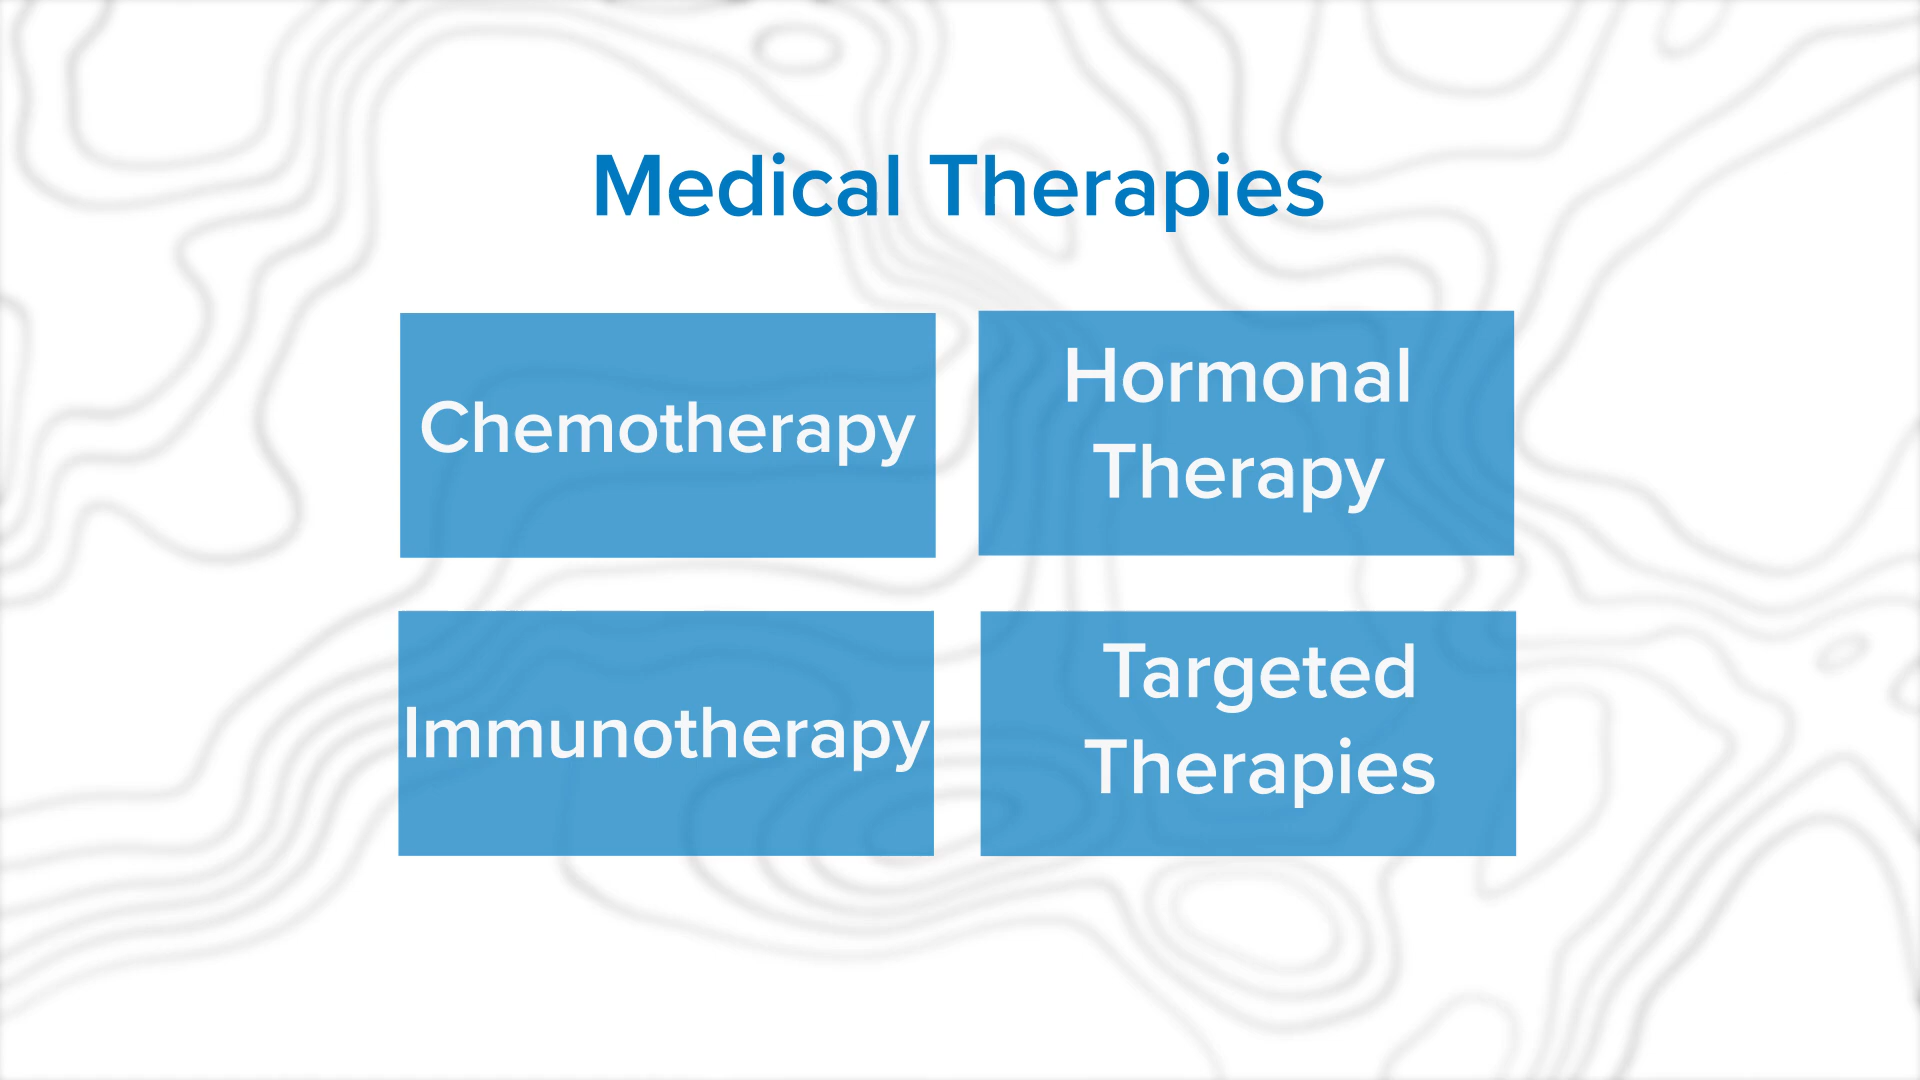 Medical Therapies
Chemotherapy
Hormonal
Therapy
Immunotherapy
Targeted
Therapies